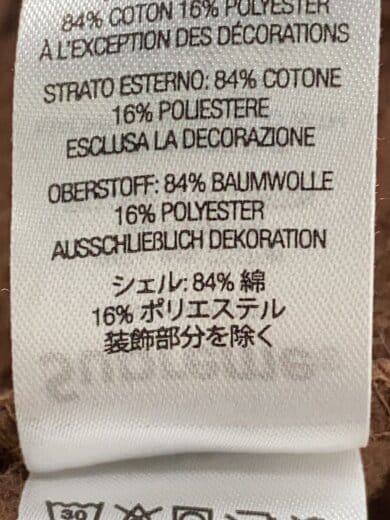 84% COTON 16% POLYESTER
À L'EXCEPTION DES DÉCORATIONS
STRATO ESTERNO: 84% COTONE
16% POLIESTERE
ESCLUSA LA DECORAZIONE
OBERSTOFF: 84% BAUMWOLLE
16% POLYESTER
AUSSCHLIEßLICH DEKORATION
シェル: 84% 綿
16% ポリエステル
装飾部分を除く
Supreme
30